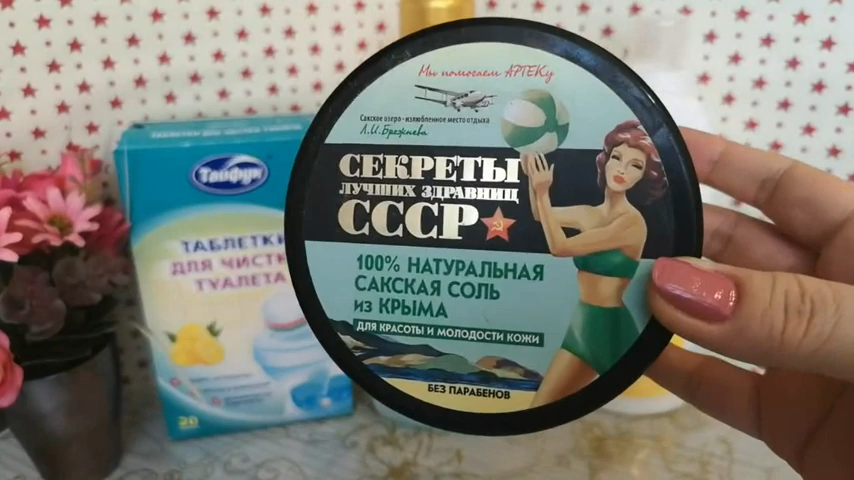 Мы помогаем АРТЕКу
Сакское озеро - излюбленное место отдыха
Л.И.Брежнева
СЕКРЕТЫ
ЛУЧШИХ ЗДРАВНИЦ
СССР
100% НАТУРАЛЬНАЯ
САКСКАЯ СОЛЬ
ИЗ КРЫМА
ДЛЯ КРАСОТЫ И МОЛОДОСТИ КОЖИ
БЕЗ ПАРАБЕНОВ
Тайфун
ТАБЛЕТКИ
ДЛЯ ЧИСТК
ТУАЛЕТА
20